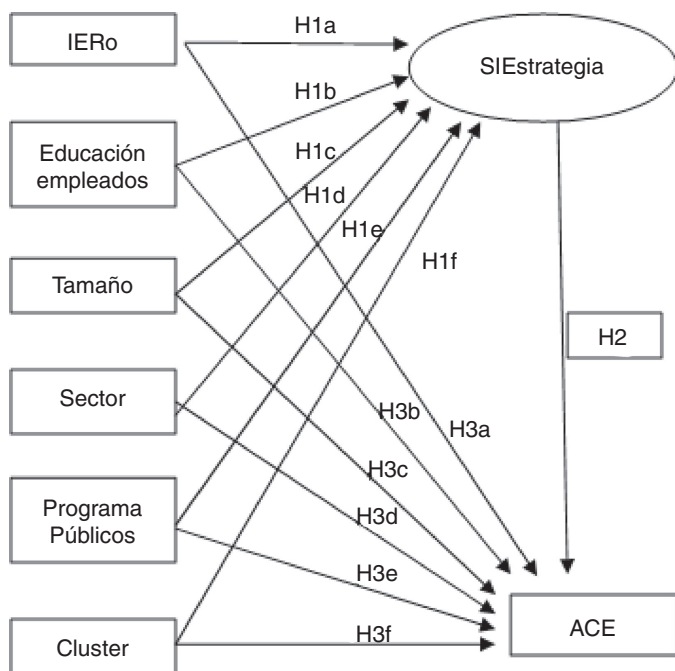 IERo
H1a
SIEstrategia
H1b
Educación
empleados
H1c
H1d
H1e
H1f
Tamaño
H2
Sector
H3b
H3a
H3c
Programa
Públicos
H3d
H3e
Cluster
H3f
ACE